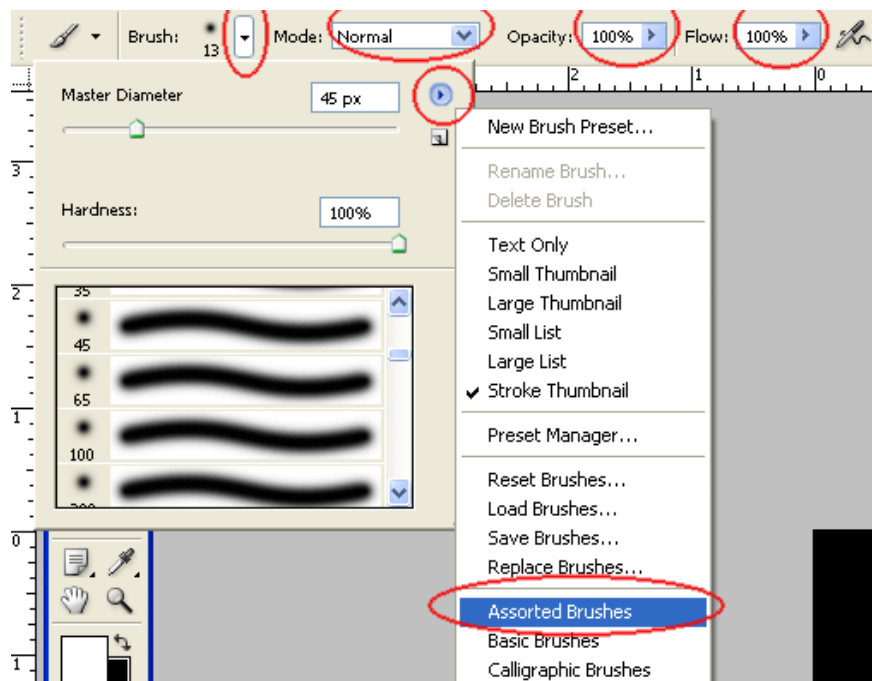 Brush: 13 Mode: Normal Opacity: 100% Flow: 100%
2 1 0
Master Diameter 45 px
3
Hardness: 100%
2
35
45
65
1
100
0
1
New Brush Preset...
Rename Brush...
Delete Brush
Text Only
Small Thumbnail
Large Thumbnail
Small List
Large List
Stroke Thumbnail
Preset Manager...
Reset Brushes...
Load Brushes...
Save Brushes...
Replace Brushes...
Assorted Brushes
Basic Brushes
Calligraphic Brushes